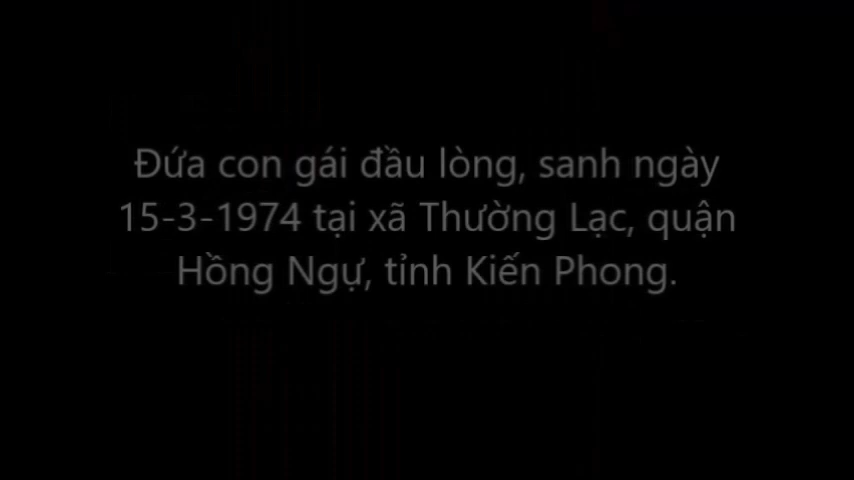 Đứa con gái đầu lòng, sanh ngày
15-3-1974 tại xã Thường Lạc, quận
Hồng Ngự, tỉnh Kiến Phong.